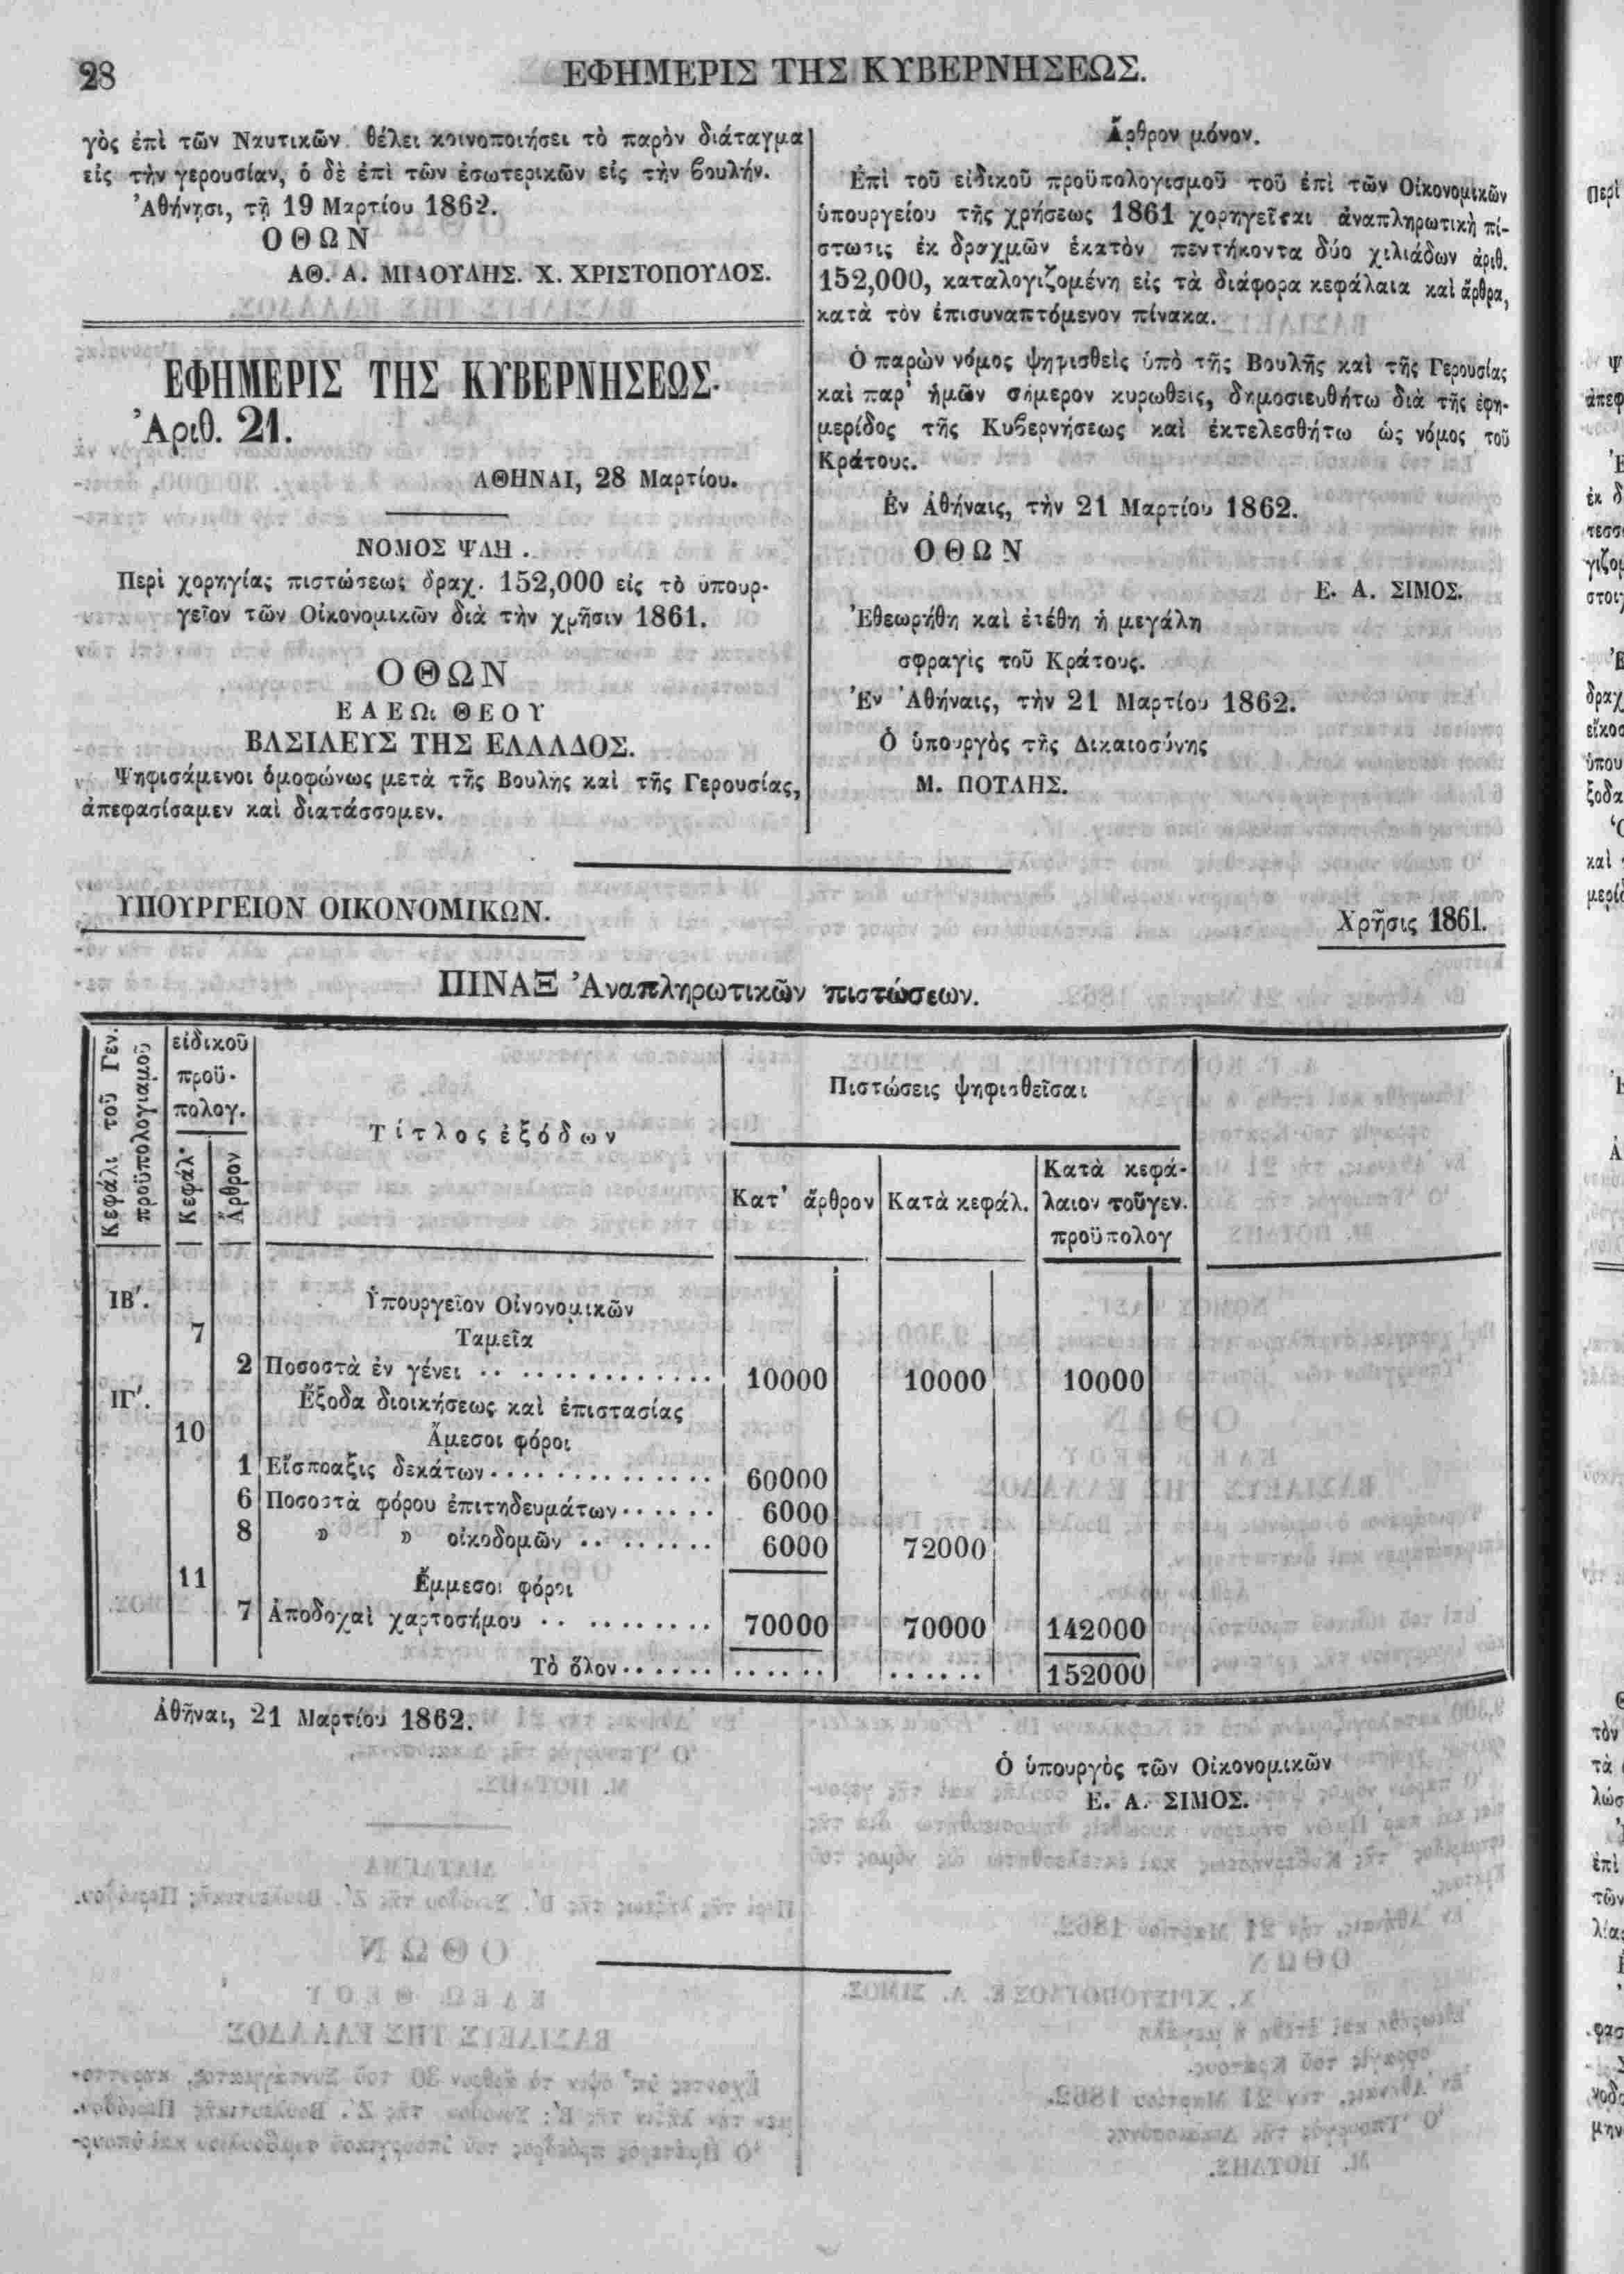 28
ΕΦΗΜΕΡΙΣ ΤΗΣ ΚΥΒΕΡΝΗΣΕΩΣ.
γὸς ἐπὶ τῶν Ναυτικῶν θέλει κοινοποιήσει τὸ παρὸν διάταγμα
εἰς τὴν γερουσίαν, ὁ δὲ ἐπὶ τῶν ἐσωτερικῶν εἰς τὴν βουλήν.
Ἀθήνησι, τῇ 19 Μαρτίου 1862.
ΟΘΩΝ
ΑΘ. Α. ΜΙΑΟΥΛΗΣ. Χ. ΧΡΙΣΤΟΠΟΥΛΟΣ.
ΕΦΗΜΕΡΙΣ ΤΗΣ ΚΥΒΕΡΝΗΣΕΩΣ.
Ἀριθ. 21.
ΑΘΗΝΑΙ, 28 Μαρτίου.
ΝΟΜΟΣ ΨΛΗ.
Περὶ χορηγίας πιστώσεως δραχ. 152,000 εἰς τὸ ὑπουρ-
γεῖον τῶν Οἰκονομικῶν διὰ τὴν χρῆσιν 1861.
ΟΘΩΝ
ΕΛΕΩι ΘΕΟΥ
ΒΑΣΙΛΕΥΣ ΤΗΣ ΕΛΛΑΔΟΣ.
Ψηφισάμενοι ὁμοφώνως μετὰ τῆς Βουλῆς καὶ τῆς Γερουσίας,
ἀπεφασίσαμεν καὶ διατάσσομεν.
Ἄρθρον μόνον.
Ἐπὶ τοῦ εἰδικοῦ προϋπολογισμοῦ τοῦ ἐπὶ τῶν Οἰκονομικῶν
ὑπουργείου τῆς χρήσεως 1861 χορηγεῖται ἀναπληρωτικὴ πί-
στωσις ἐκ δραχμῶν ἑκατὸν πεντήκοντα δύο χιλιάδων ἀριθ.
152,000, καταλογιζομένη εἰς τὰ διάφορα κεφάλαια καὶ ἄρθρα,
κατὰ τὸν ἐπισυναπτόμενον πίνακα.
Ὁ παρὼν νόμος ψηφισθεὶς ὑπὸ τῆς Βουλῆς καὶ τῆς Γερουσίας
καὶ παρ' ἡμῶν σήμερον κυρωθεὶς, δημοσιευθήτω διὰ τῆς ἐφη-
μερίδος τῆς Κυβερνήσεως καὶ ἐκτελεσθήτω ὡς νόμος τοῦ
Κράτους.
Ἐν Ἀθήναις, τὴν 21 Μαρτίου 1862.
ΟΘΩΝ
Ε. Α. ΣΙΜΟΣ.
Ἐθεωρήθη καὶ ἐτέθη ἡ μεγάλη
σφραγὶς τοῦ Κράτους.
Ἐν Ἀθήναις, τὴν 21 Μαρτίου 1862.
Ὁ ὑπουργὸς τῆς Δικαιοσύνης
Μ. ΠΟΤΛΗΣ.
ΥΠΟΥΡΓΕΙΟΝ ΟΙΚΟΝΟΜΙΚΩΝ.
Χρῆσις 1861.
ΠΙΝΑΞ Ἀναπληρωτικῶν πιστώσεων.
Κεφάλ. τοῦ Γεν. προϋπολογισμοῦ
εἰδικοῦ
προϋ-
πολογ.
Κεφάλ.
Ἄρθρον
Τίτλος ἐξόδων
Πιστώσεις ψηφισθεῖσαι
Κατ' ἄρθρον
Κατὰ κεφάλ.
Κατὰ κεφά-
λαιον τοῦ γεν.
προϋπολογ
ΙΒ'. Ὑπουργεῖον Οἰνονομικῶν
7 Ταμεῖα
2 Ποσοστὰ ἐν γένει .............. 10000 10000 10000
ΙΓ'. Ἔξοδα διοικήσεως καὶ ἐπιστασίας
10 Ἄμεσοι φόροι
1 Εἴσπραξις δεκάτων .............. 60000
6 Ποσοστὰ φόρου ἐπιτηδευμάτων ...... 6000
8 » » οἰκοδομῶν ........ 6000 72000
11 Ἔμμεσοι φόροι
7 Ἀποδοχαὶ χαρτοσήμου .......... 70000 70000 142000
Τὸ ὅλον ...... ...... ...... 152000
Ἀθῆναι, 21 Μαρτίου 1862.
Ὁ ὑπουργὸς τῶν Οἰκονομικῶν
Ε. Α. ΣΙΜΟΣ.